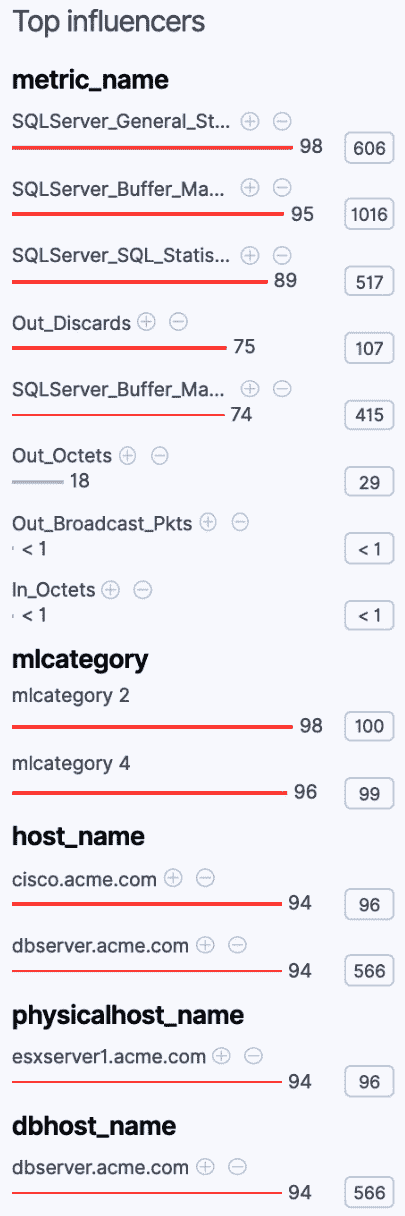 Top influencers
metric_name
SQLServer_General_St...
98 606
SQLServer_Buffer_Ma...
95 1016
SQLServer_SQL_Statis...
89 517
Out_Discards
75 107
SQLServer_Buffer_Ma...
74 415
Out_Octets
18 29
Out_Broadcast_Pkts
< 1 < 1
In_Octets
< 1 < 1
mlcategory
mlcategory 2
98 100
mlcategory 4
96 99
host_name
cisco.acme.com
94 96
dbserver.acme.com
94 566
physicalhost_name
esxserver1.acme.com
94 96
dbhost_name
dbserver.acme.com
94 566